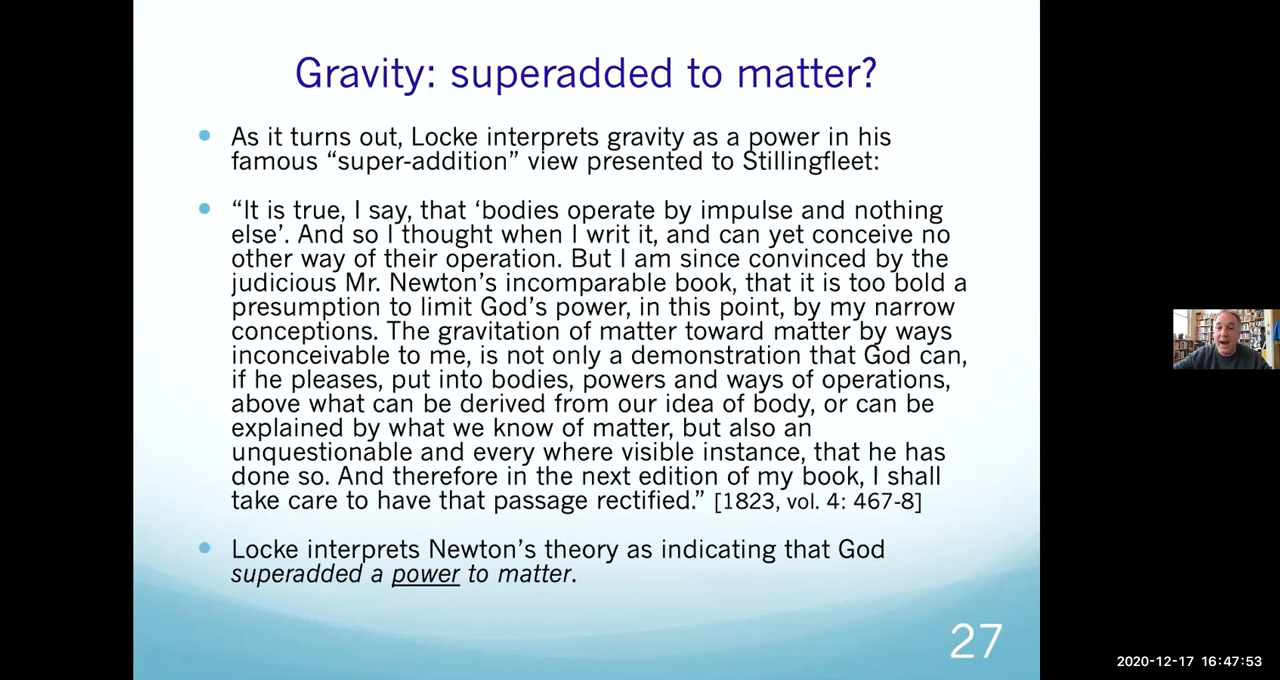 Gravity: superadded to matter?
• As it turns out, Locke interprets gravity as a power in his
famous “super-addition” view presented to Stillingfleet:
• “It is true, I say, that ‘bodies operate by impulse and nothing
else’. And so I thought when I writ it, and can yet conceive no
other way of their operation. But I am since convinced by the
judicious Mr. Newton’s incomparable book, that it is too bold a
presumption to limit God’s power, in this point, by my narrow
conceptions. The gravitation of matter toward matter by ways
inconceivable to me, is not only a demonstration that God can,
if he pleases, put into bodies, powers and ways of operations,
above what can be derived from our idea of body, or can be
explained by what we know of matter, but also an
unquestionable and every where visible instance, that he has
done so. And therefore in the next edition of my book, I shall
take care to have that passage rectified.” [1823, vol. 4: 467-8]
• Locke interprets Newton’s theory as indicating that God
superadded a power to matter.
27
2020-12-17 16:47:53